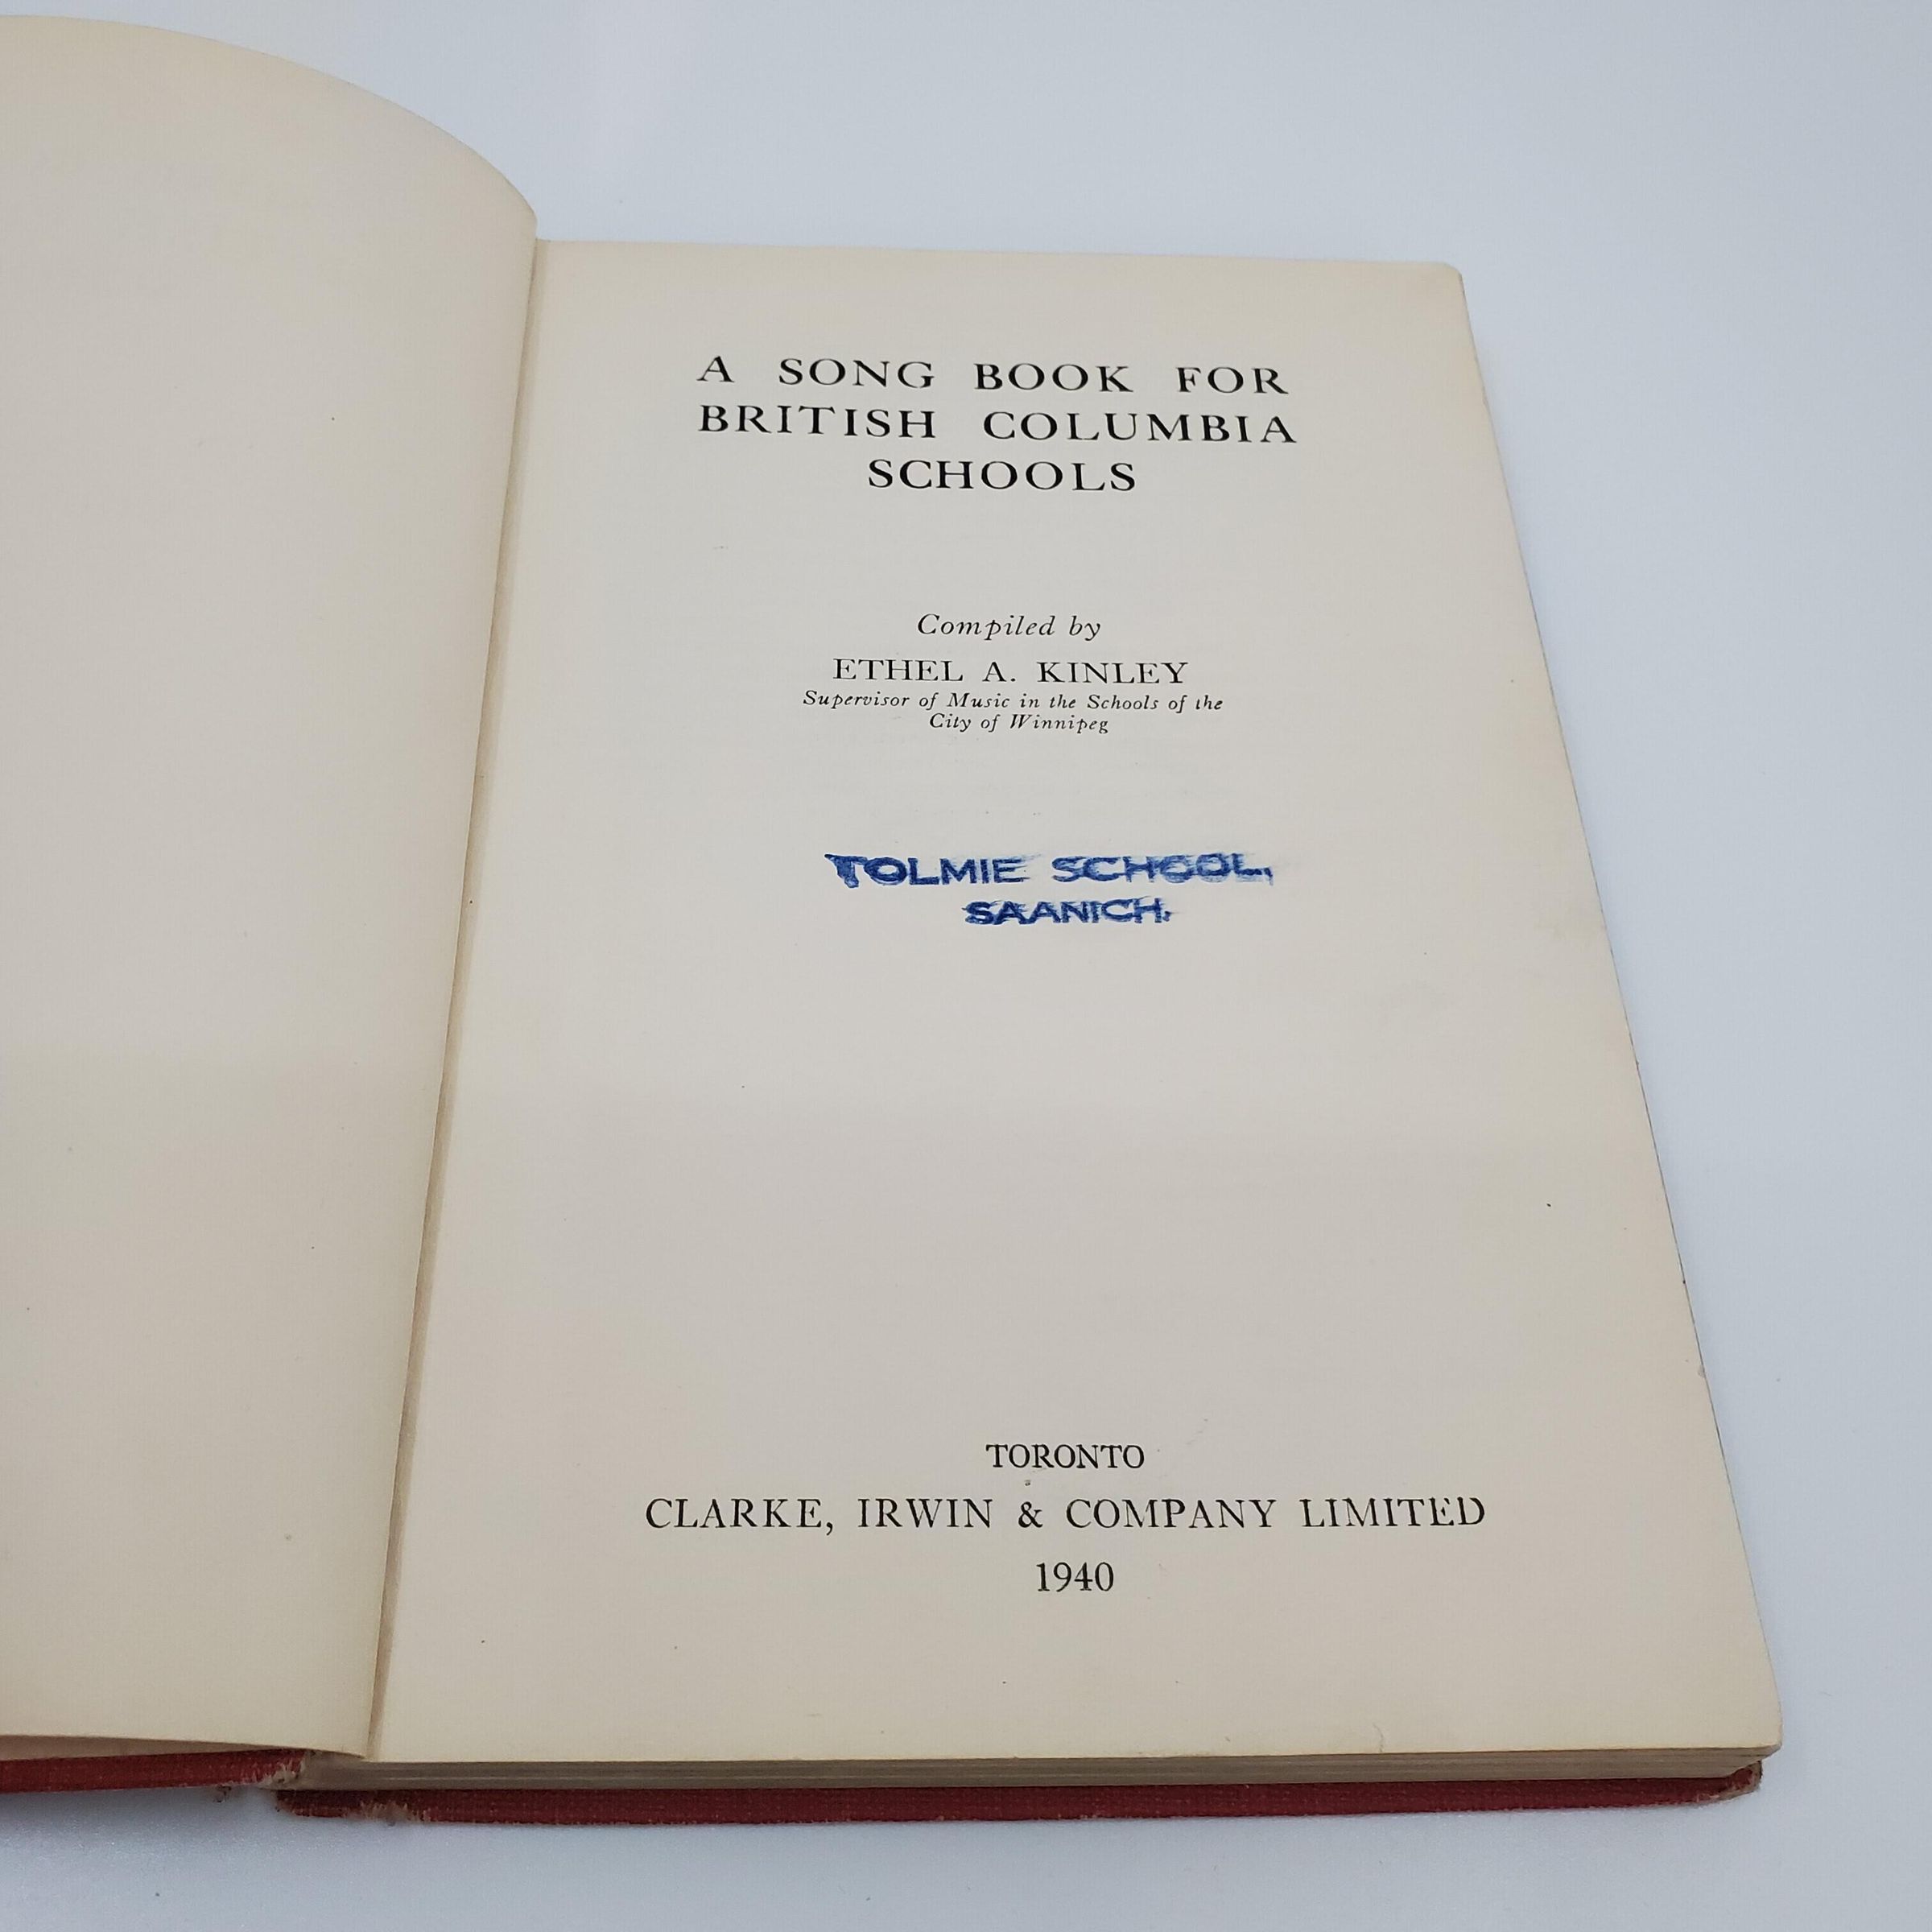 A SONG BOOK FOR
BRITISH COLUMBIA
SCHOOLS
Compiled by
ETHEL A. KINLEY
Supervisor of Music in the Schools of the
City of Winnipeg
TOLMIE SCHOOL,
SAANICH.
TORONTO
CLARKE, IRWIN & COMPANY LIMITED
1940